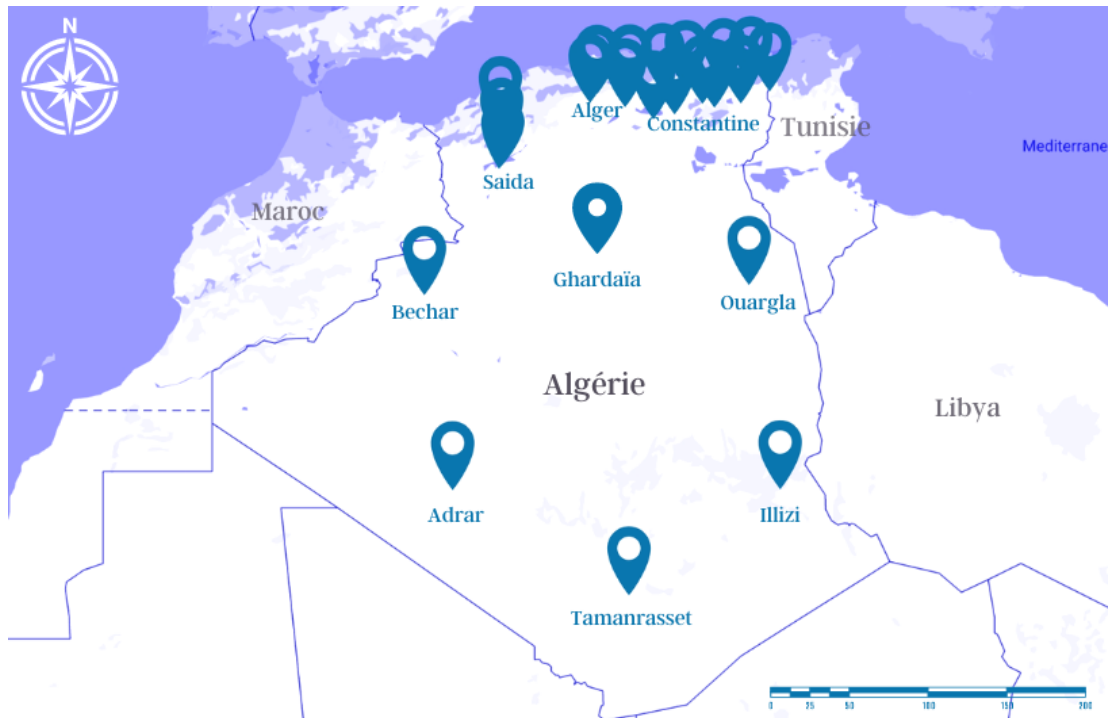 N
Alger
Constantine
Tunisie
Mediterrane
Saida
Maroc
Ghardaïa
Ouargla
Bechar
Algérie
Libya
Adrar
Illizi
Tamanrasset
0 25 50 100 150 200